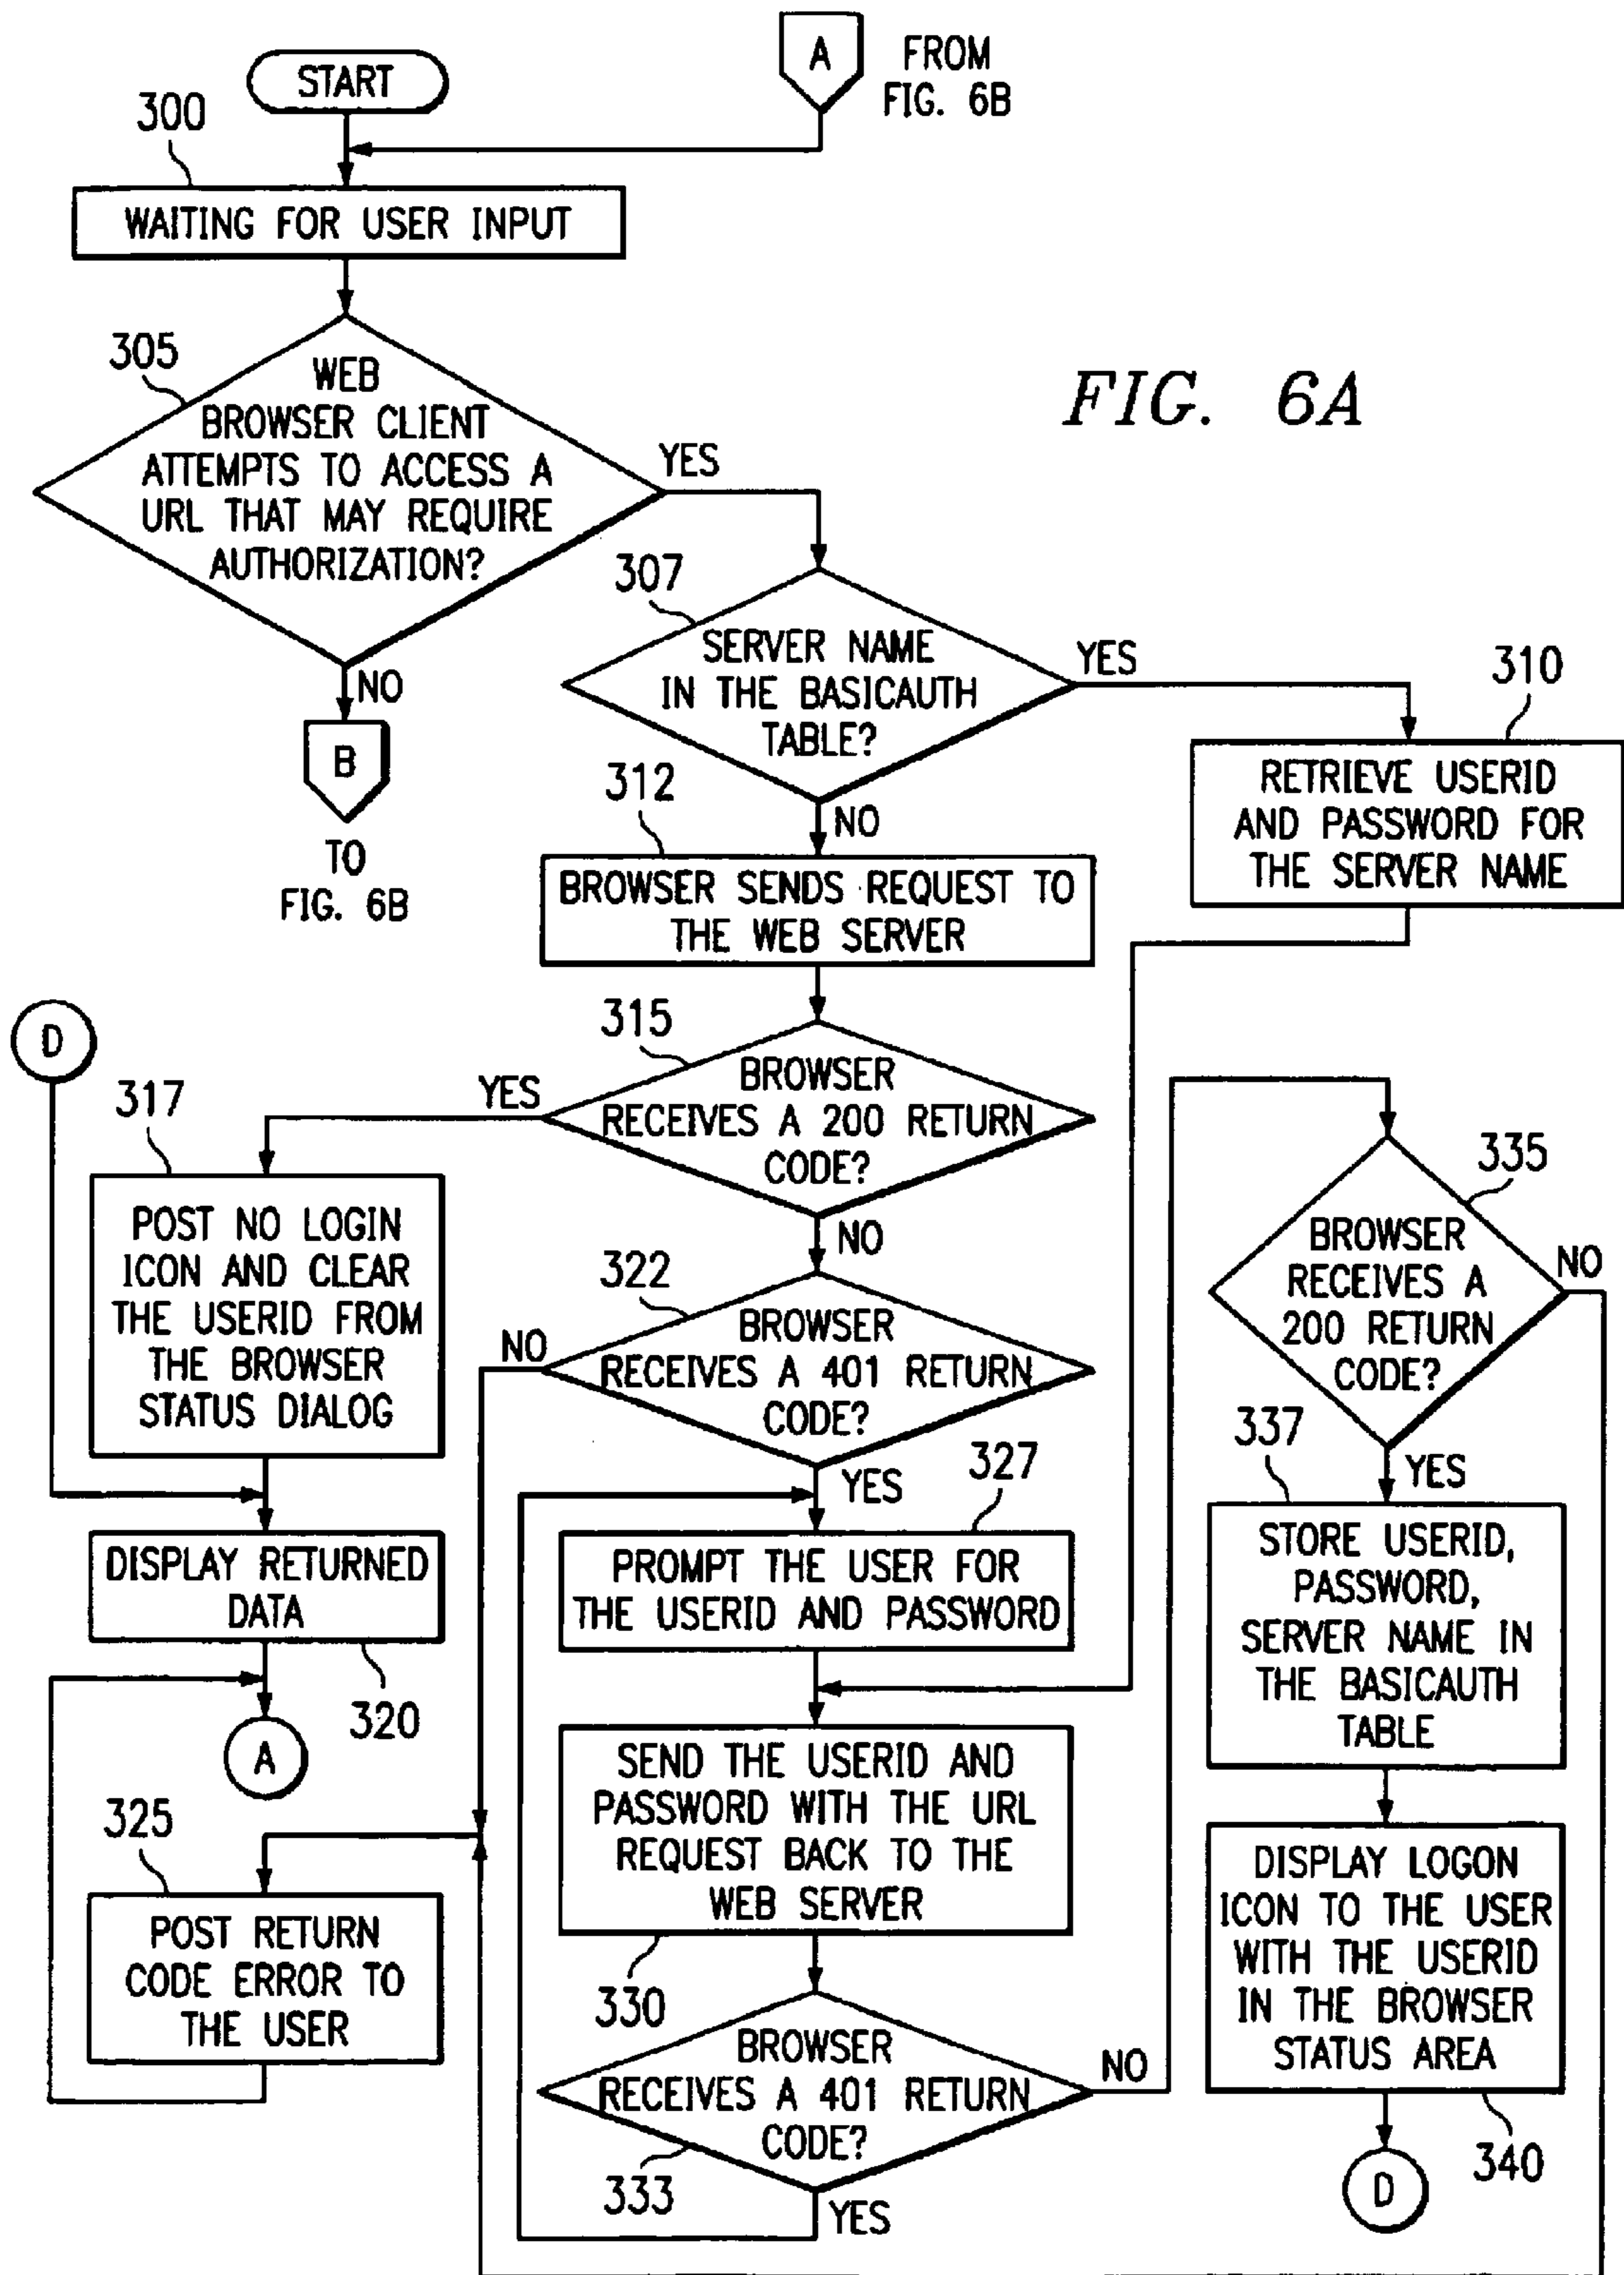 START
A
FROM
FIG. 6B
300
WAITING FOR USER INPUT
305
WEB
BROWSER CLIENT
ATTEMPTS TO ACCESS A
URL THAT MAY REQUIRE
AUTHORIZATION?
YES
NO
B
TO
FIG. 6B
FIG. 6A
307
SERVER NAME
IN THE BASICAUTH
TABLE?
YES
NO
310
RETRIEVE USERID
AND PASSWORD FOR
THE SERVER NAME
312
BROWSER SENDS REQUEST TO
THE WEB SERVER
315
BROWSER
RECEIVES A 200 RETURN
CODE?
YES
NO
D
317
POST NO LOGIN
ICON AND CLEAR
THE USERID FROM
THE BROWSER
STATUS DIALOG
DISPLAY RETURNED
DATA
320
A
322
BROWSER
RECEIVES A 401 RETURN
CODE?
NO
YES
325
POST RETURN
CODE ERROR TO
THE USER
327
PROMPT THE USER FOR
THE USERID AND PASSWORD
SEND THE USERID AND
PASSWORD WITH THE URL
REQUEST BACK TO THE
WEB SERVER
330
BROWSER
RECEIVES A 401 RETURN
CODE?
333
NO
YES
335
BROWSER
RECEIVES A
200 RETURN
CODE?
NO
YES
337
STORE USERID,
PASSWORD,
SERVER NAME IN
THE BASICAUTH
TABLE
DISPLAY LOGON
ICON TO THE USER
WITH THE USERID
IN THE BROWSER
STATUS AREA
340
D